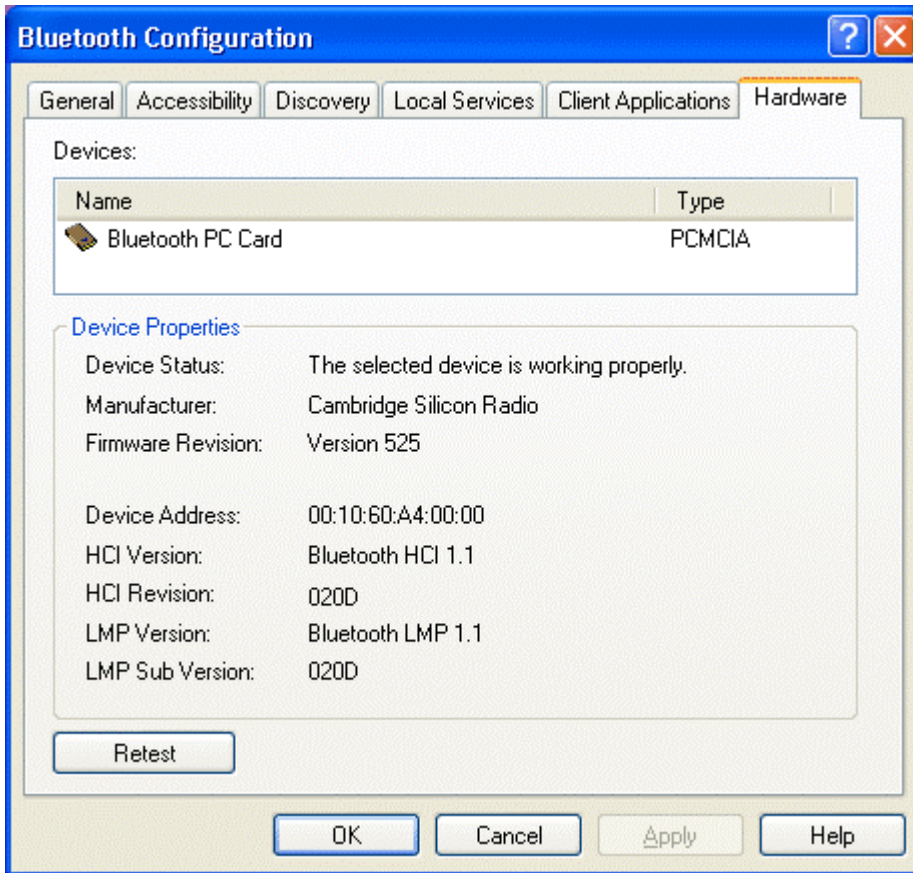 Bluetooth Configuration
General Accessibility Discovery Local Services Client Applications Hardware
Devices:
Name Type
Bluetooth PC Card PCMCIA
Device Properties
Device Status: The selected device is working properly.
Manufacturer: Cambridge Silicon Radio
Firmware Revision: Version 525
Device Address: 00:10:60:A4:00:00
HCI Version: Bluetooth HCI 1.1
HCI Revision: 020D
LMP Version: Bluetooth LMP 1.1
LMP Sub Version: 020D
Retest
OK Cancel Apply Help